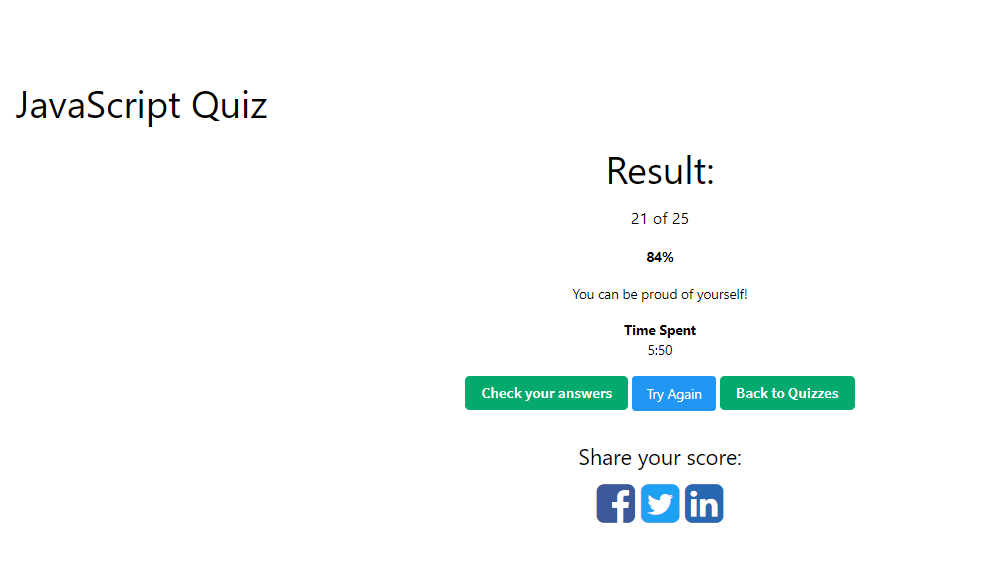 JavaScript Quiz
Result:
21 of 25
84%
You can be proud of yourself!
Time Spent
5:50
Check your answers Try Again Back to Quizzes
Share your score:
f in